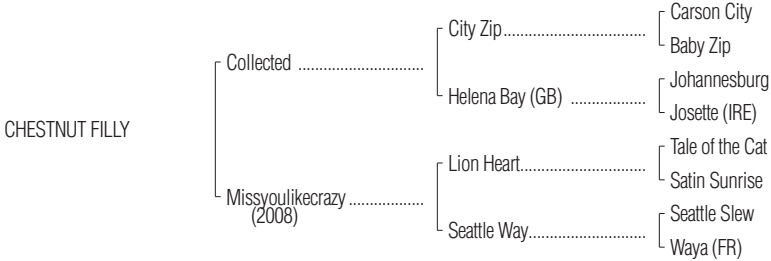 CHESTNUT FILLY
Collected ..............................
Missyoulikecrazy ..................
(2008)
City Zip..................................
Helena Bay (GB) ..................
Lion Heart..............................
Seattle Way............................
Carson City
Baby Zip
Johannesburg
Josette (IRE)
Tale of the Cat
Satin Sunrise
Seattle Slew
Waya (FR)